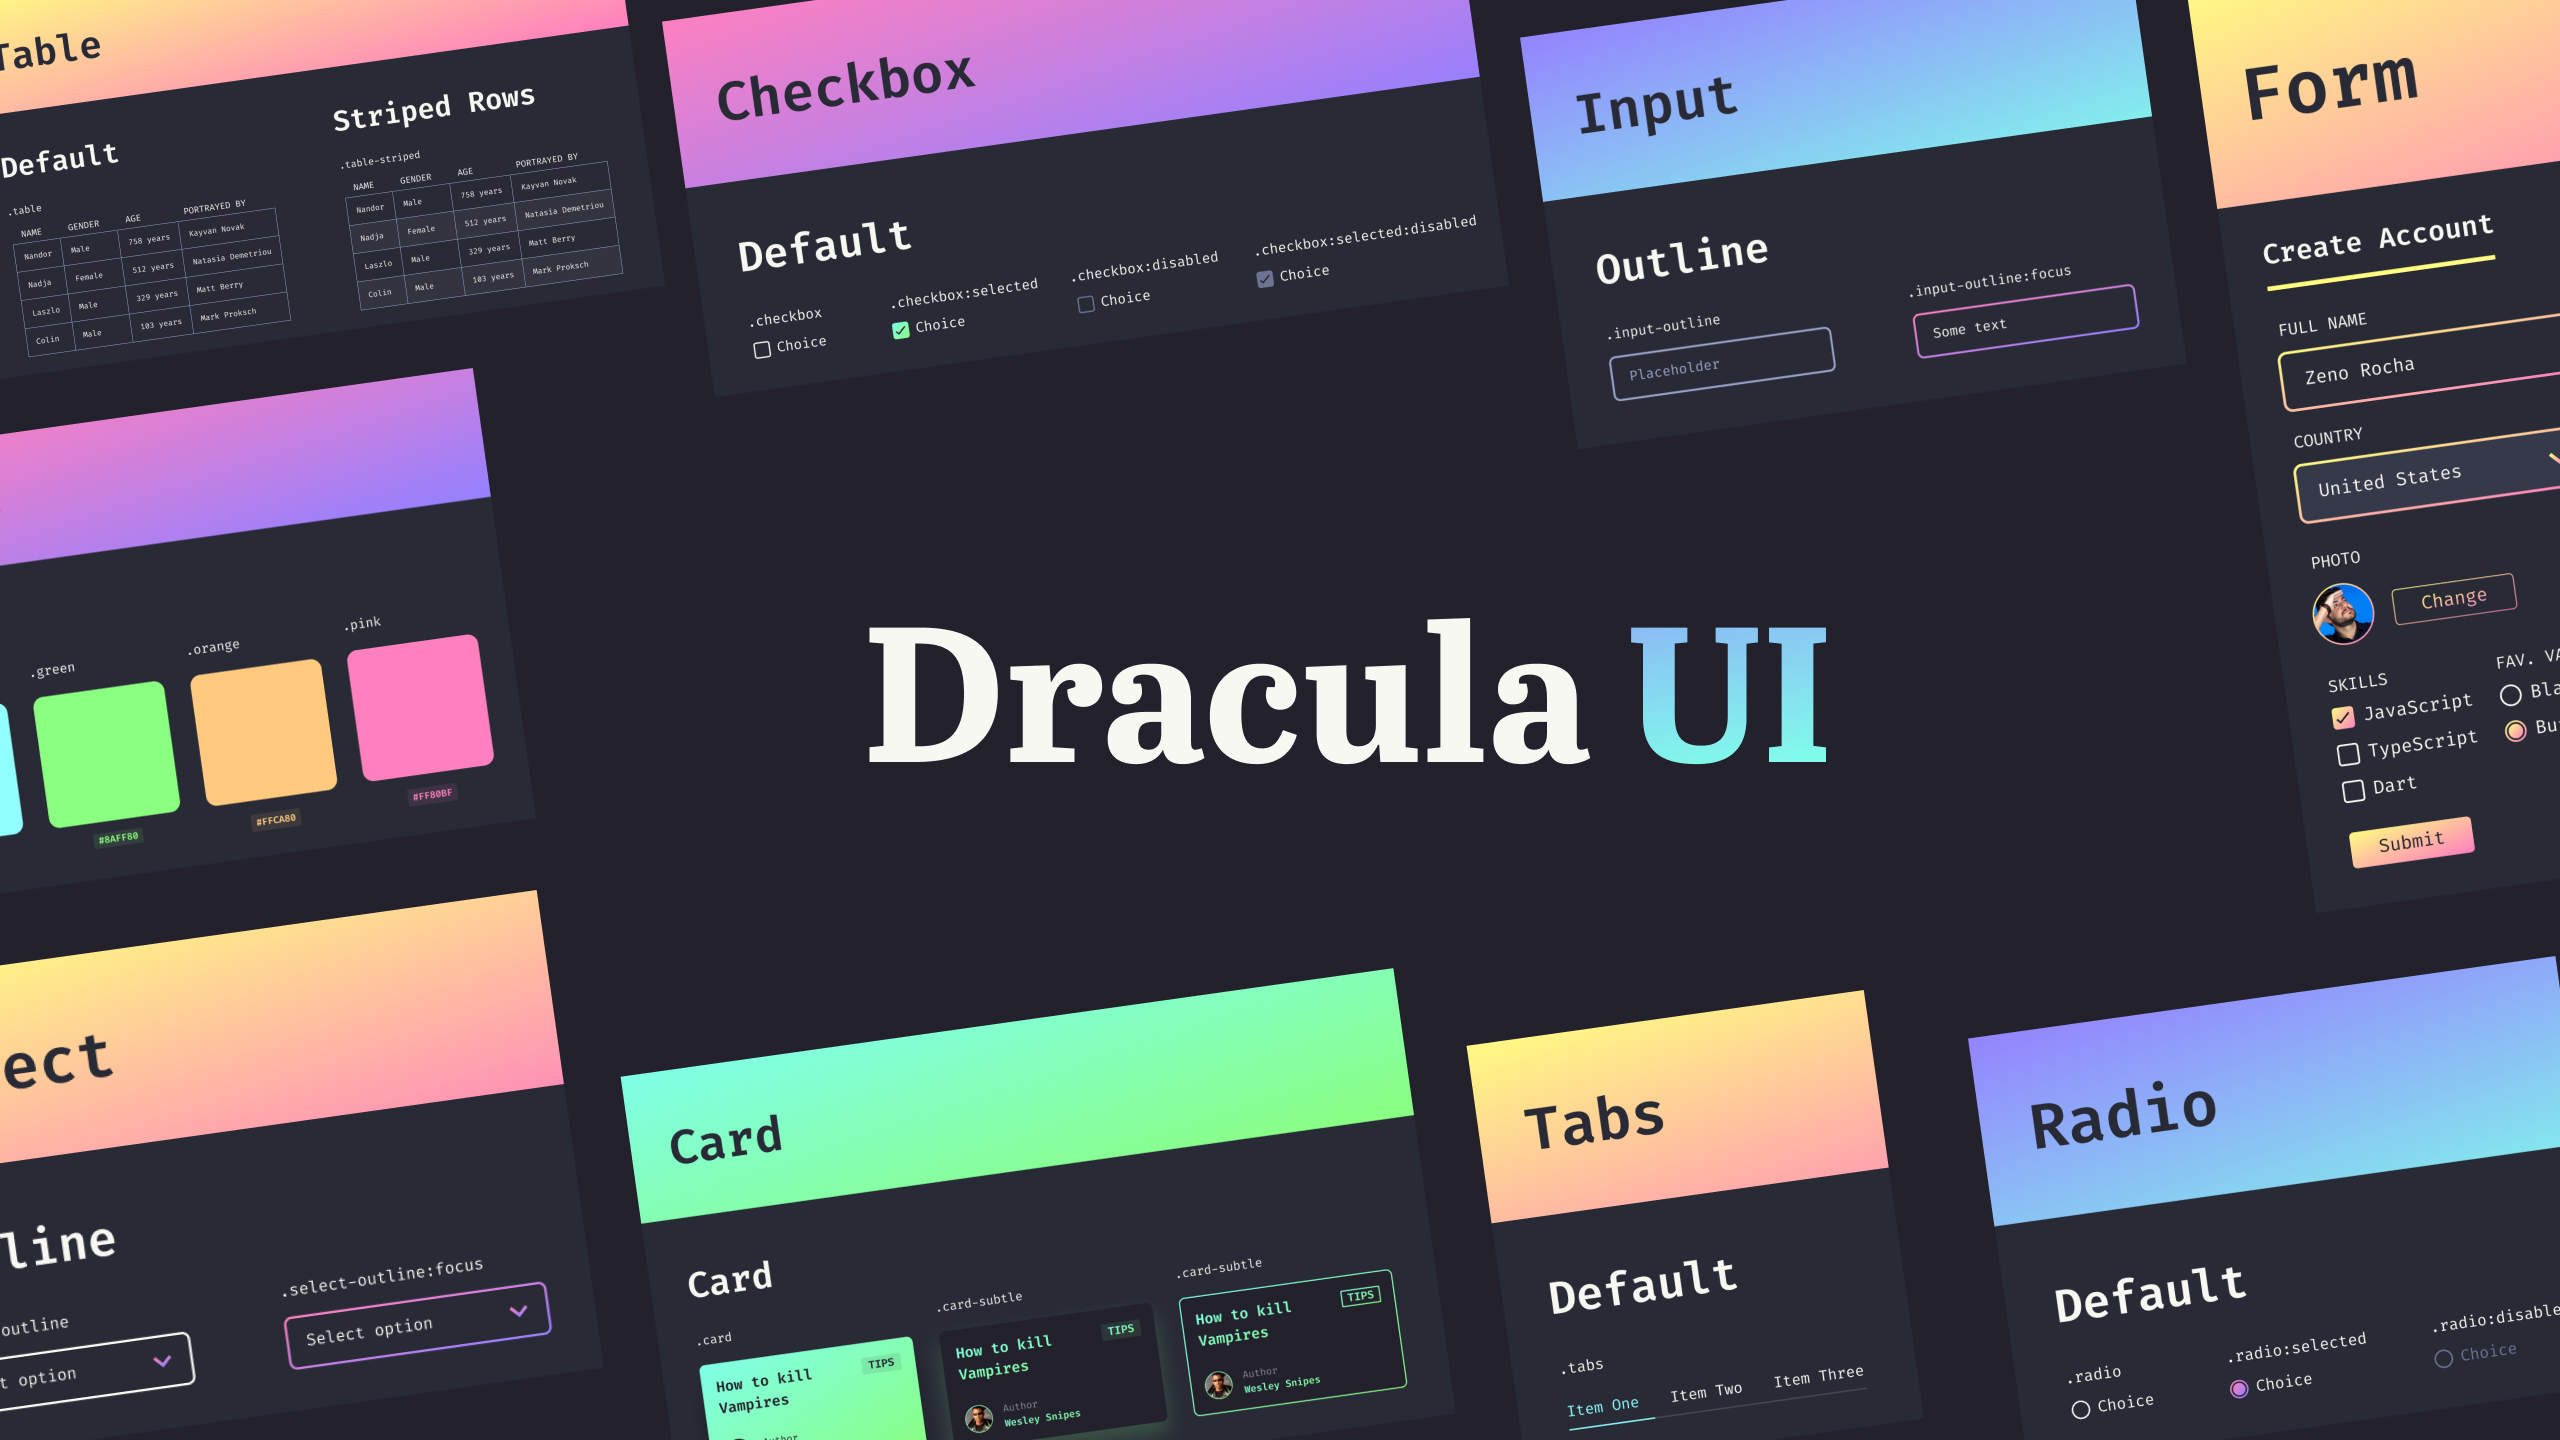 Table
Default
.table
NAME GENDER AGE PORTRAYED BY
Nandor Male 758 years Kayvan Novak
Nadja Female 512 years Natasia Demetriou
Laszlo Male 329 years Matt Berry
Colin Male 103 years Mark Proksch
Striped Rows
.table-striped
NAME GENDER AGE PORTRAYED BY
Nandor Male 758 years Kayvan Novak
Nadja Female 512 years Natasia Demetriou
Laszlo Male 329 years Matt Berry
Colin Male 103 years Mark Proksch
Checkbox
Default
.checkbox
Choice
.checkbox:selected
Choice
.checkbox:disabled
Choice
.checkbox:selected:disabled
Choice
Input
Outline
.input-outline
Placeholder
.input-outline:focus
Some text
Form
Create Account
FULL NAME
Zeno Rocha
COUNTRY
United States
PHOTO
Change
SKILLS
JavaScript
TypeScript
Dart
FAV. VA
Bla
Bu
Submit
.green
#8AFF80
.orange
#FFCA80
.pink
#FF80BF
Dracula UI
ect
line
outline
t option
.select-outline:focus
Select option
Card
Card
.card
How to kill
Vampires
TIPS
Author
.card-subtle
How to kill
Vampires
TIPS
Author
Wesley Snipes
.card-subtle
How to kill
Vampires
TIPS
Author
Wesley Snipes
Tabs
Default
.tabs
Item One Item Two Item Three
Radio
Default
.radio
Choice
.radio:selected
Choice
.radio:disable
Choice